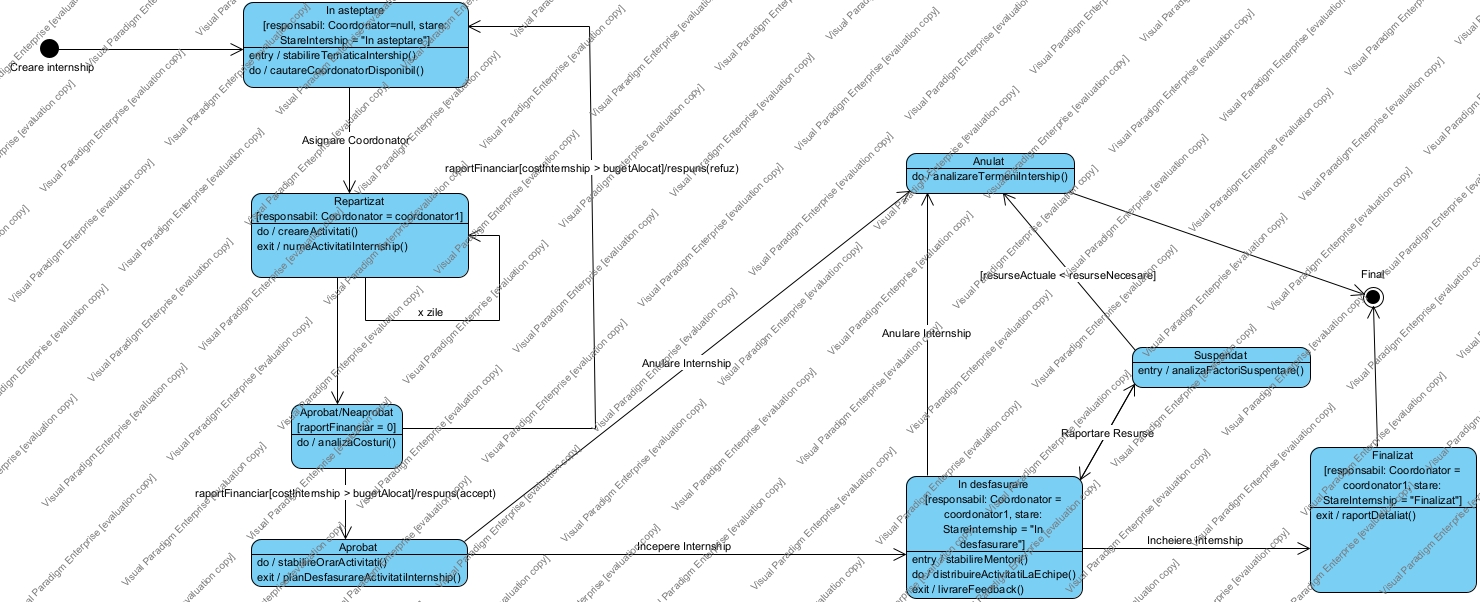 In asteptare
[responsabil: Coordonator=null, stare:
StareIntership = "In asteptare"]
entry / stabilireTematicaIntership()
do / cautareCoordonatorDisponibil()
Creare internship
Asignare Coordonator
raportFinanciar[costInternship > bugetAlocat]/respuns(refuz)
Anulat
do / analizareTermeniIntership()
Repartizat
[responsabil: Coordonator = coordonator1]
do / creareActivitati()
exit / numeActivitatiInternship()
x zile
[resurseActuale < resurseNecesare]
Final
Anulare Internship
Anulare Internship
Suspendat
entry / analizaFactoriSuspentare()
Aprobat/Neaprobat
[raportFinanciar = 0]
do / analizaCosturi()
Raportare Resurse
raportFinanciar[costInternship > bugetAlocat]/respuns(accept)
Finalizat
[responsabil: Coordonator =
coordonator1, stare:
StareInternship = "Finalizat"]
exit / raportDetaliat()
In desfasurare
[responsabil: Coordonator =
coordonator1, stare:
StareInternship = "In
desfasurare"]
entry / stabilireMentori()
do / distribuireActivitatiLaEchipe()
exit / livrareFeedback()
Aprobat
do / stabilireOrarActivitati()
exit / planDesfasurareActivitatiInternship()
Incepere Internship
Incheiere Internship
Visual Paradigm Enterprise [evaluation copy]